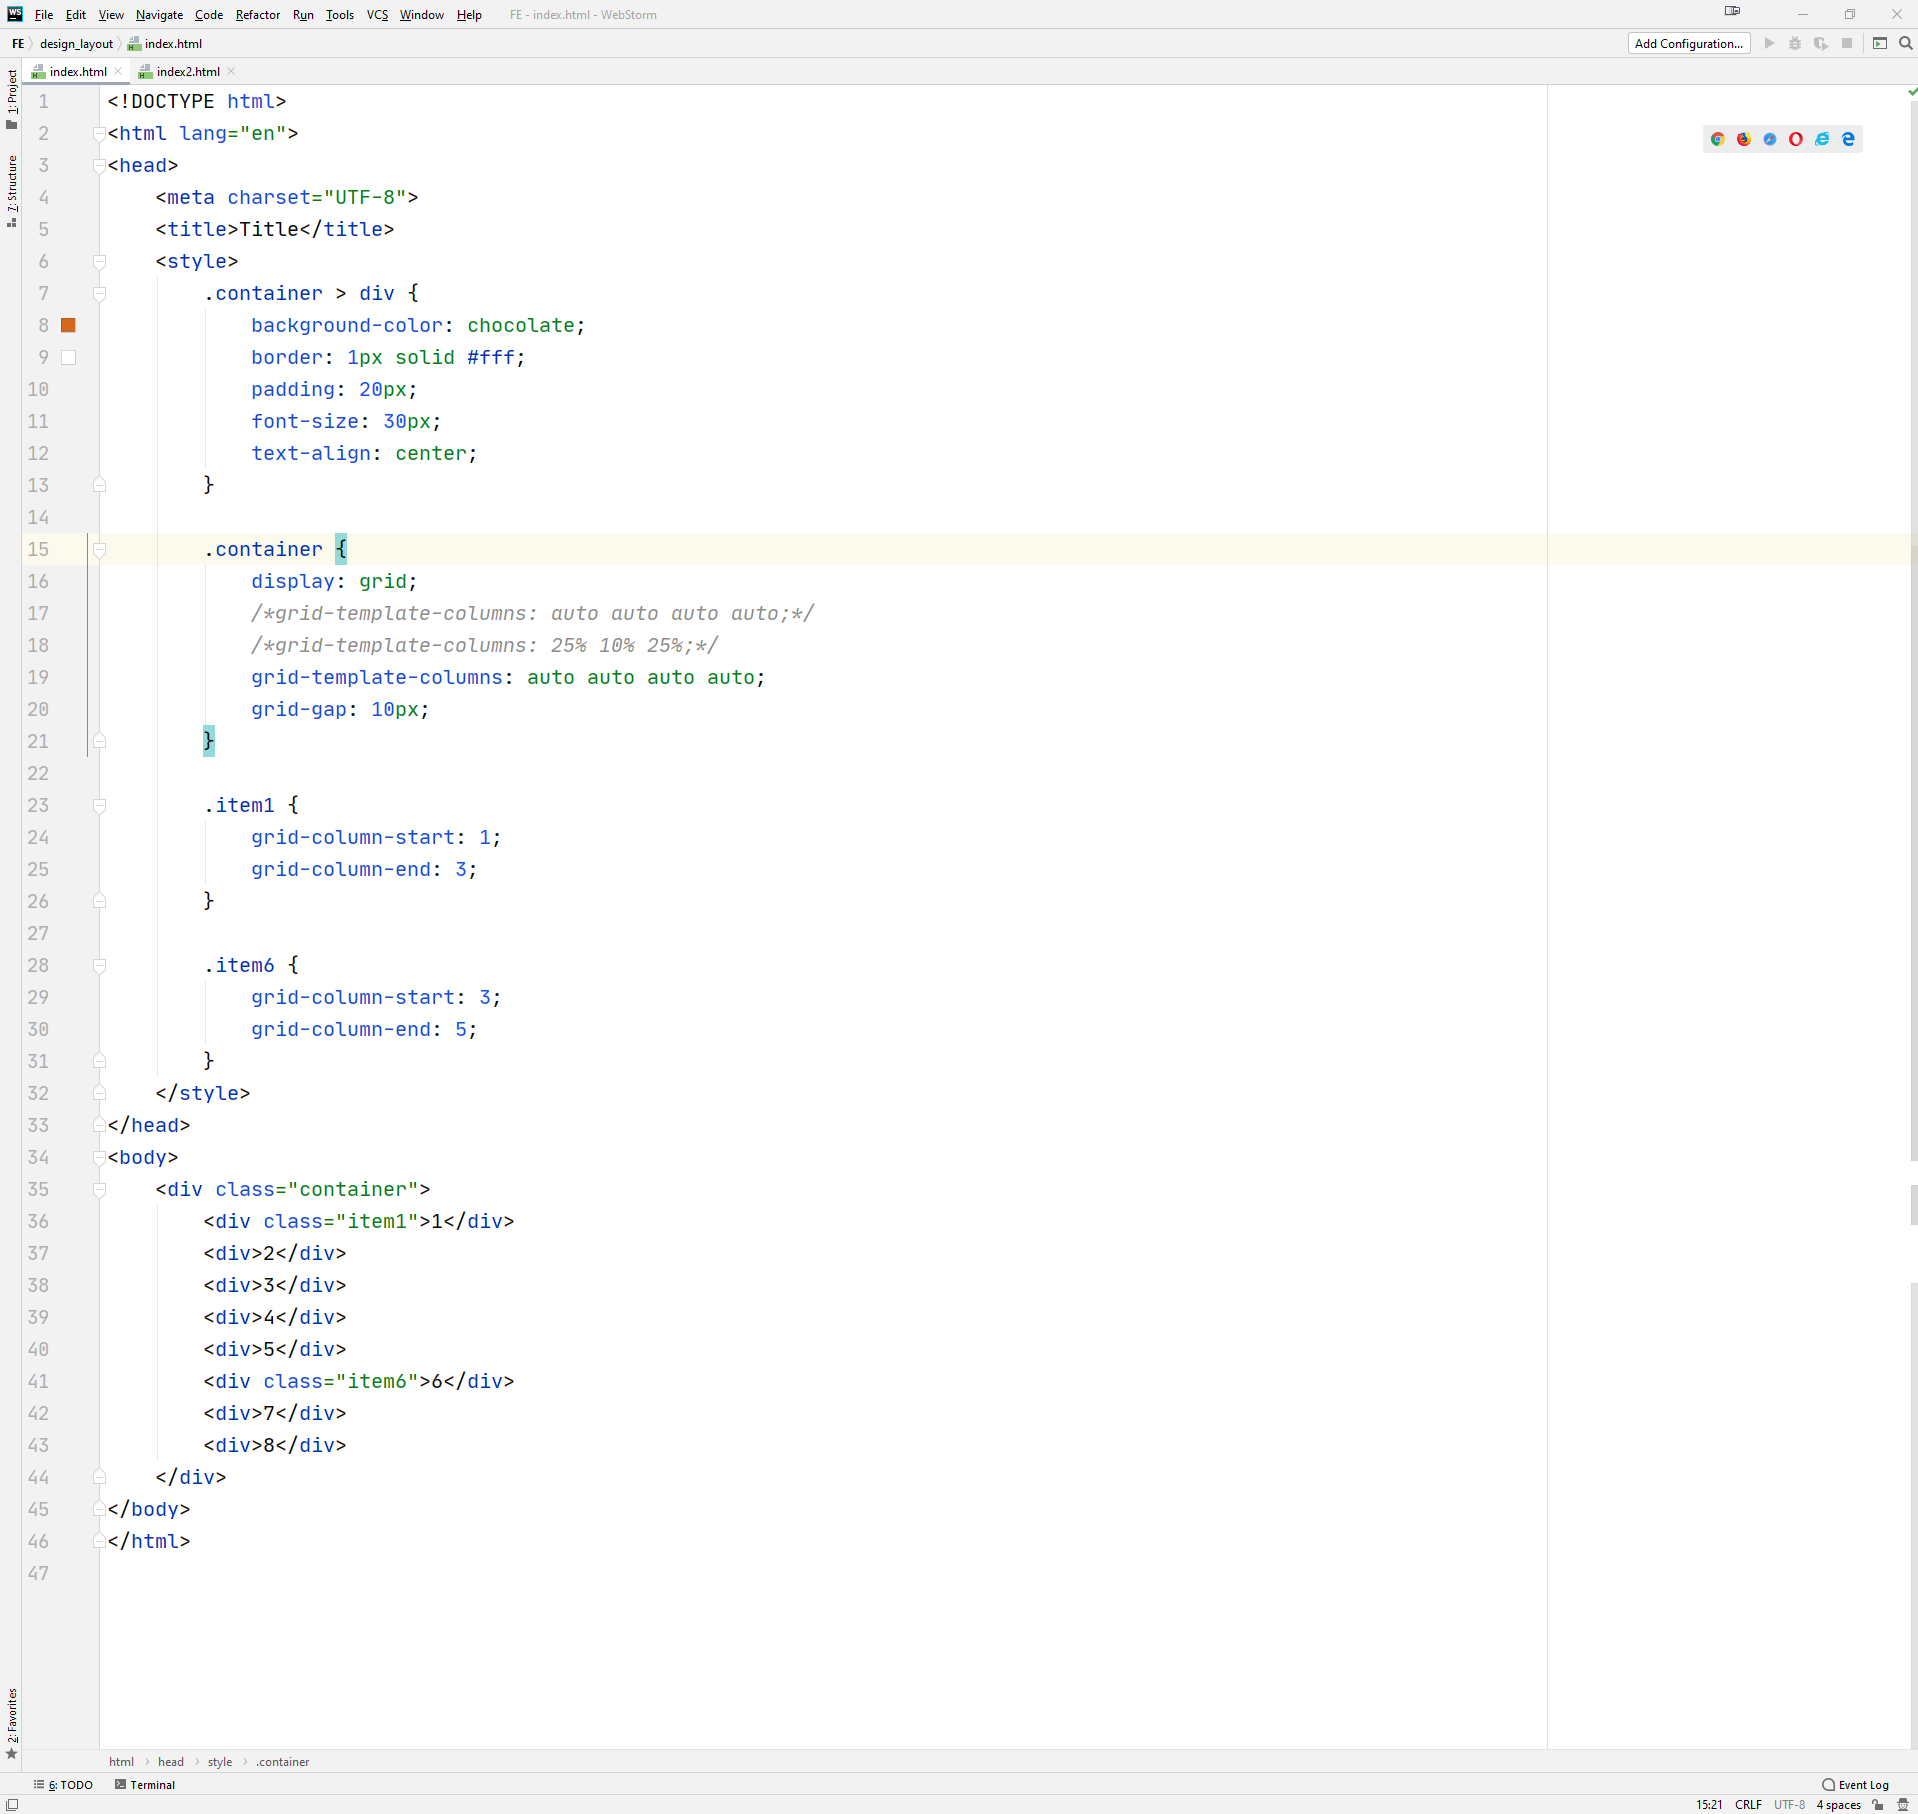 WS File Edit View Navigate Code Refactor Run Tools VCS Window Help FE - index.html - WebStorm
FE design_layout index.html Add Configuration...
index.html index2.html
1: Project
7: Structure
2: Favorites
1 <!DOCTYPE html>
2 <html lang="en">
3 <head>
4 <meta charset="UTF-8">
5 <title>Title</title>
6 <style>
7 .container > div {
8 background-color: chocolate;
9 border: 1px solid #fff;
10 padding: 20px;
11 font-size: 30px;
12 text-align: center;
13 }
14
15 .container {
16 display: grid;
17 /*grid-template-columns: auto auto auto auto;*/
18 /*grid-template-columns: 25% 10% 25%;*/
19 grid-template-columns: auto auto auto auto;
20 grid-gap: 10px;
21 }
22
23 .item1 {
24 grid-column-start: 1;
25 grid-column-end: 3;
26 }
27
28 .item6 {
29 grid-column-start: 3;
30 grid-column-end: 5;
31 }
32 </style>
33 </head>
34 <body>
35 <div class="container">
36 <div class="item1">1</div>
37 <div>2</div>
38 <div>3</div>
39 <div>4</div>
40 <div>5</div>
41 <div class="item6">6</div>
42 <div>7</div>
43 <div>8</div>
44 </div>
45 </body>
46 </html>
47
html › head › style › .container
6: TODO Terminal Event Log
15:21 CRLF UTF-8 4 spaces